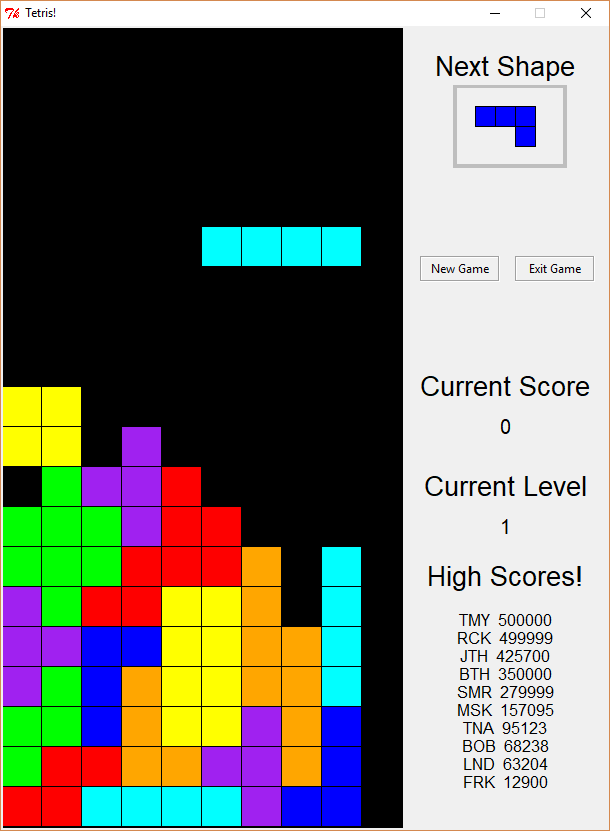 Tetris!
Next Shape
New Game
Exit Game
Current Score
0
Current Level
1
High Scores!
TMY 500000
RCK 499999
JTH 425700
BTH 350000
SMR 279999
MSK 157095
TNA 95123
BOB 68238
LND 63204
FRK 12900